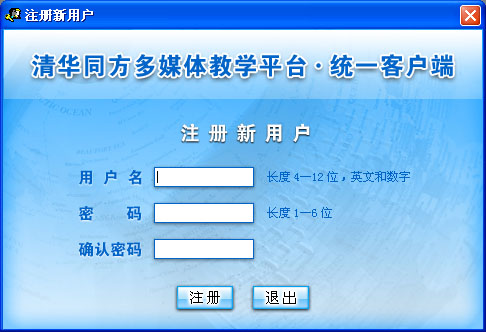 注册新用户
清华同方多媒体教学平台·统一客户端
注册新用户
用户名 长度4—12位，英文和数字
密码 长度1—6位
确认密码
注册 退出